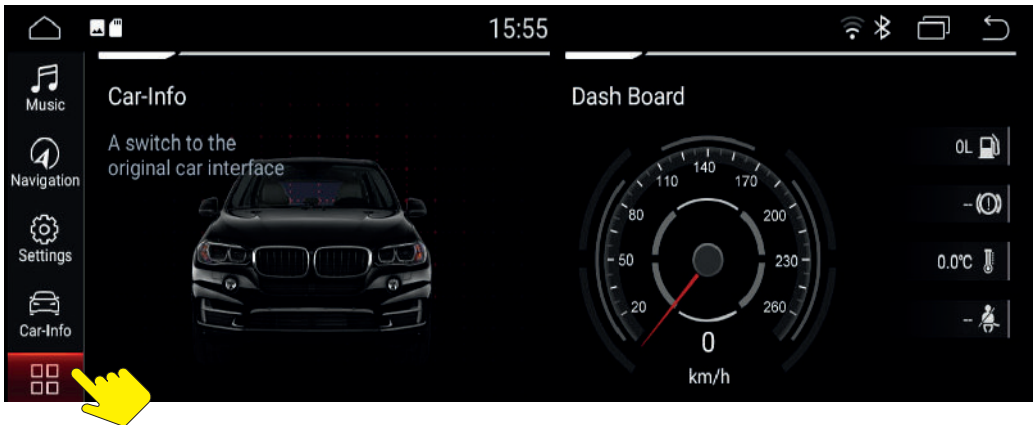 15:55
Music
Navigation
Settings
Car-Info
Car-Info
A switch to the
original car interface
Dash Board
20
50
80
110
140
170
200
230
260
0
km/h
0L
--
0.0°C
--